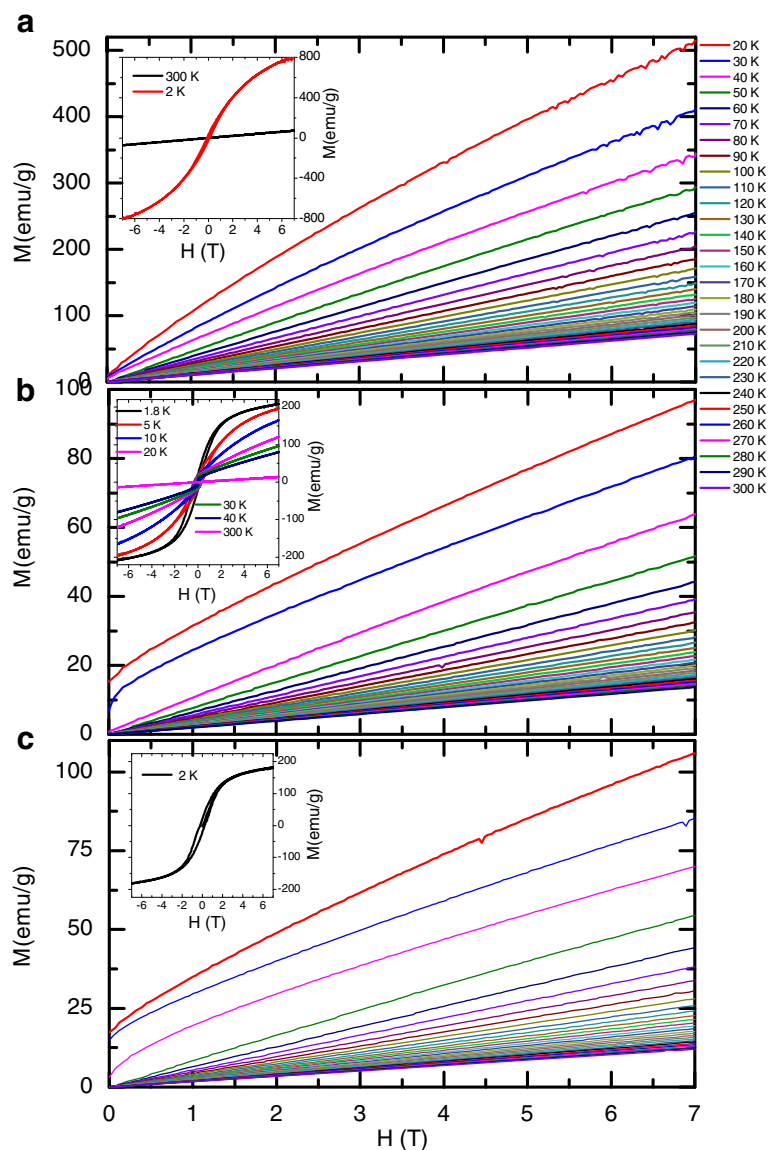 a
M(emu/g)
500
400
300
200
100
0
300 K
2 K
800
400
0
-400
-800
M(emu/g)
-6 -4 -2 0 2 4 6
H (T)
20 K
30 K
40 K
50 K
60 K
70 K
80 K
90 K
100 K
110 K
120 K
130 K
140 K
150 K
160 K
170 K
180 K
190 K
200 K
210 K
220 K
230 K
240 K
250 K
260 K
270 K
280 K
290 K
300 K
b
M(emu/g)
100
80
60
40
20
0
1.8 K
5 K
10 K
20 K
30 K
40 K
300 K
200
100
0
-100
-200
M(emu/g)
-6 -4 -2 0 2 4 6
H (T)
c
M(emu/g)
100
75
50
25
0
2 K
200
100
0
-100
-200
M(emu/g)
-6 -4 -2 0 2 4 6
H (T)
0 1 2 3 4 5 6 7
H (T)